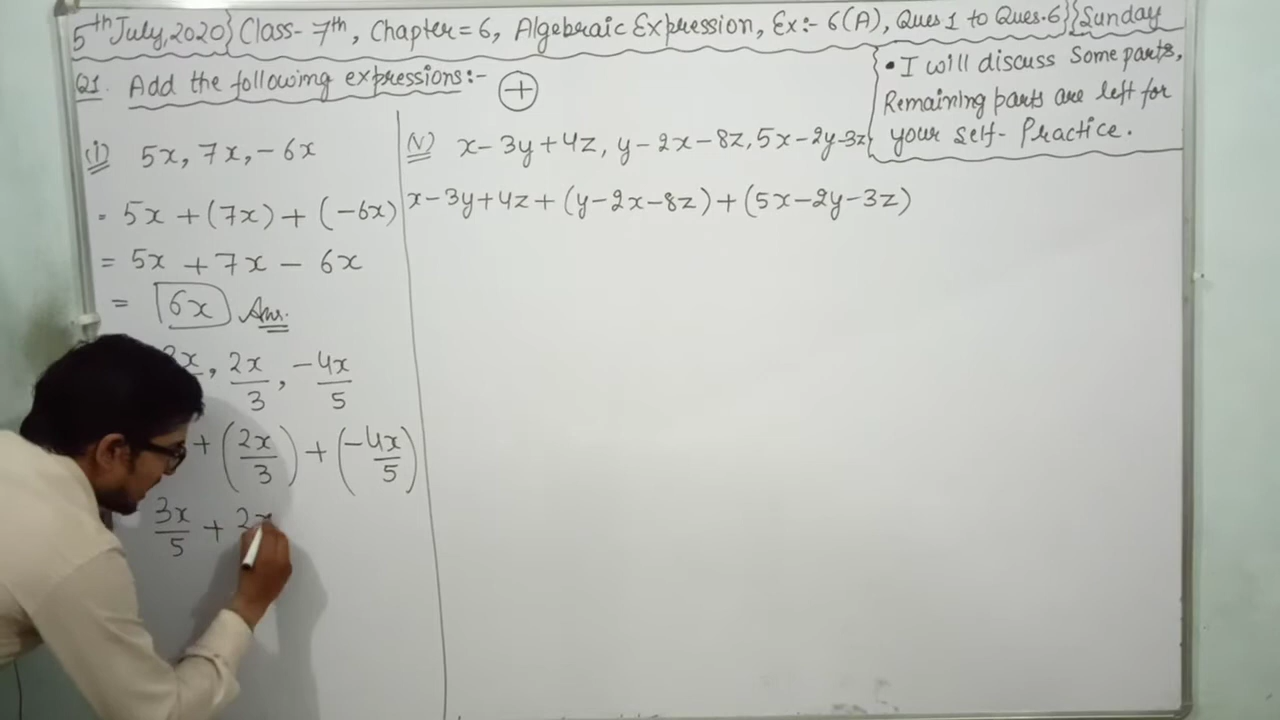 5th July, 2020} Class- 7th, Chapter = 6, Algebraic Expression, Ex:- 6(A), Ques 1 to Ques.6} {Sunday
• I will discuss Some parts, Remaining parts are left for your Self- Practice.
Q1. Add the following expressions:- +
(i) 5x, 7x, -6x
= 5x + (7x) + (-6x)
= 5x + 7x - 6x
= 6x Ans.
, 2x/3, -4x/5
+ (2x/3) + (-4x/5)
3x/5 + 2x
(v) x-3y+4z, y-2x-8z, 5x-2y-3z
x-3y+4z+(y-2x-8z)+(5x-2y-3z)